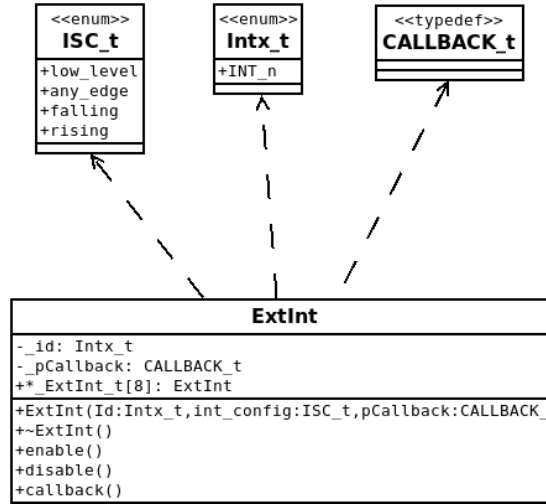 <<enum>>
ISC_t
+low_level
+any_edge
+falling
+rising
<<enum>>
Intx_t
+INT_n
<<typedef>>
CALLBACK_t
ExtInt
-_id: Intx_t
-_pCallback: CALLBACK_t
+*_ExtInt_t[8]: ExtInt
+ExtInt(Id:Intx_t,int_config:ISC_t,pCallback:CALLBACK_
+~ExtInt()
+enable()
+disable()
+callback()